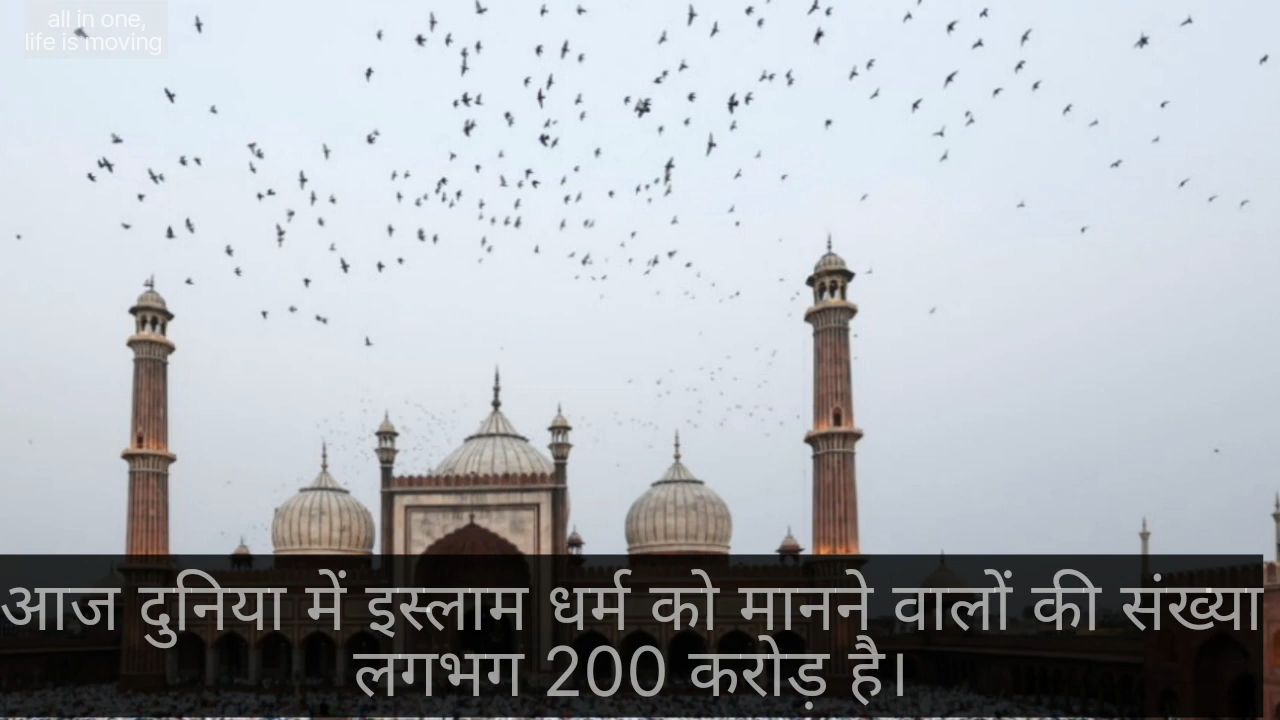 all in one,
life is moving
आज दुनिया में इस्लाम धर्म को मानने वालों की संख्या
लगभग 200 करोड़ है।